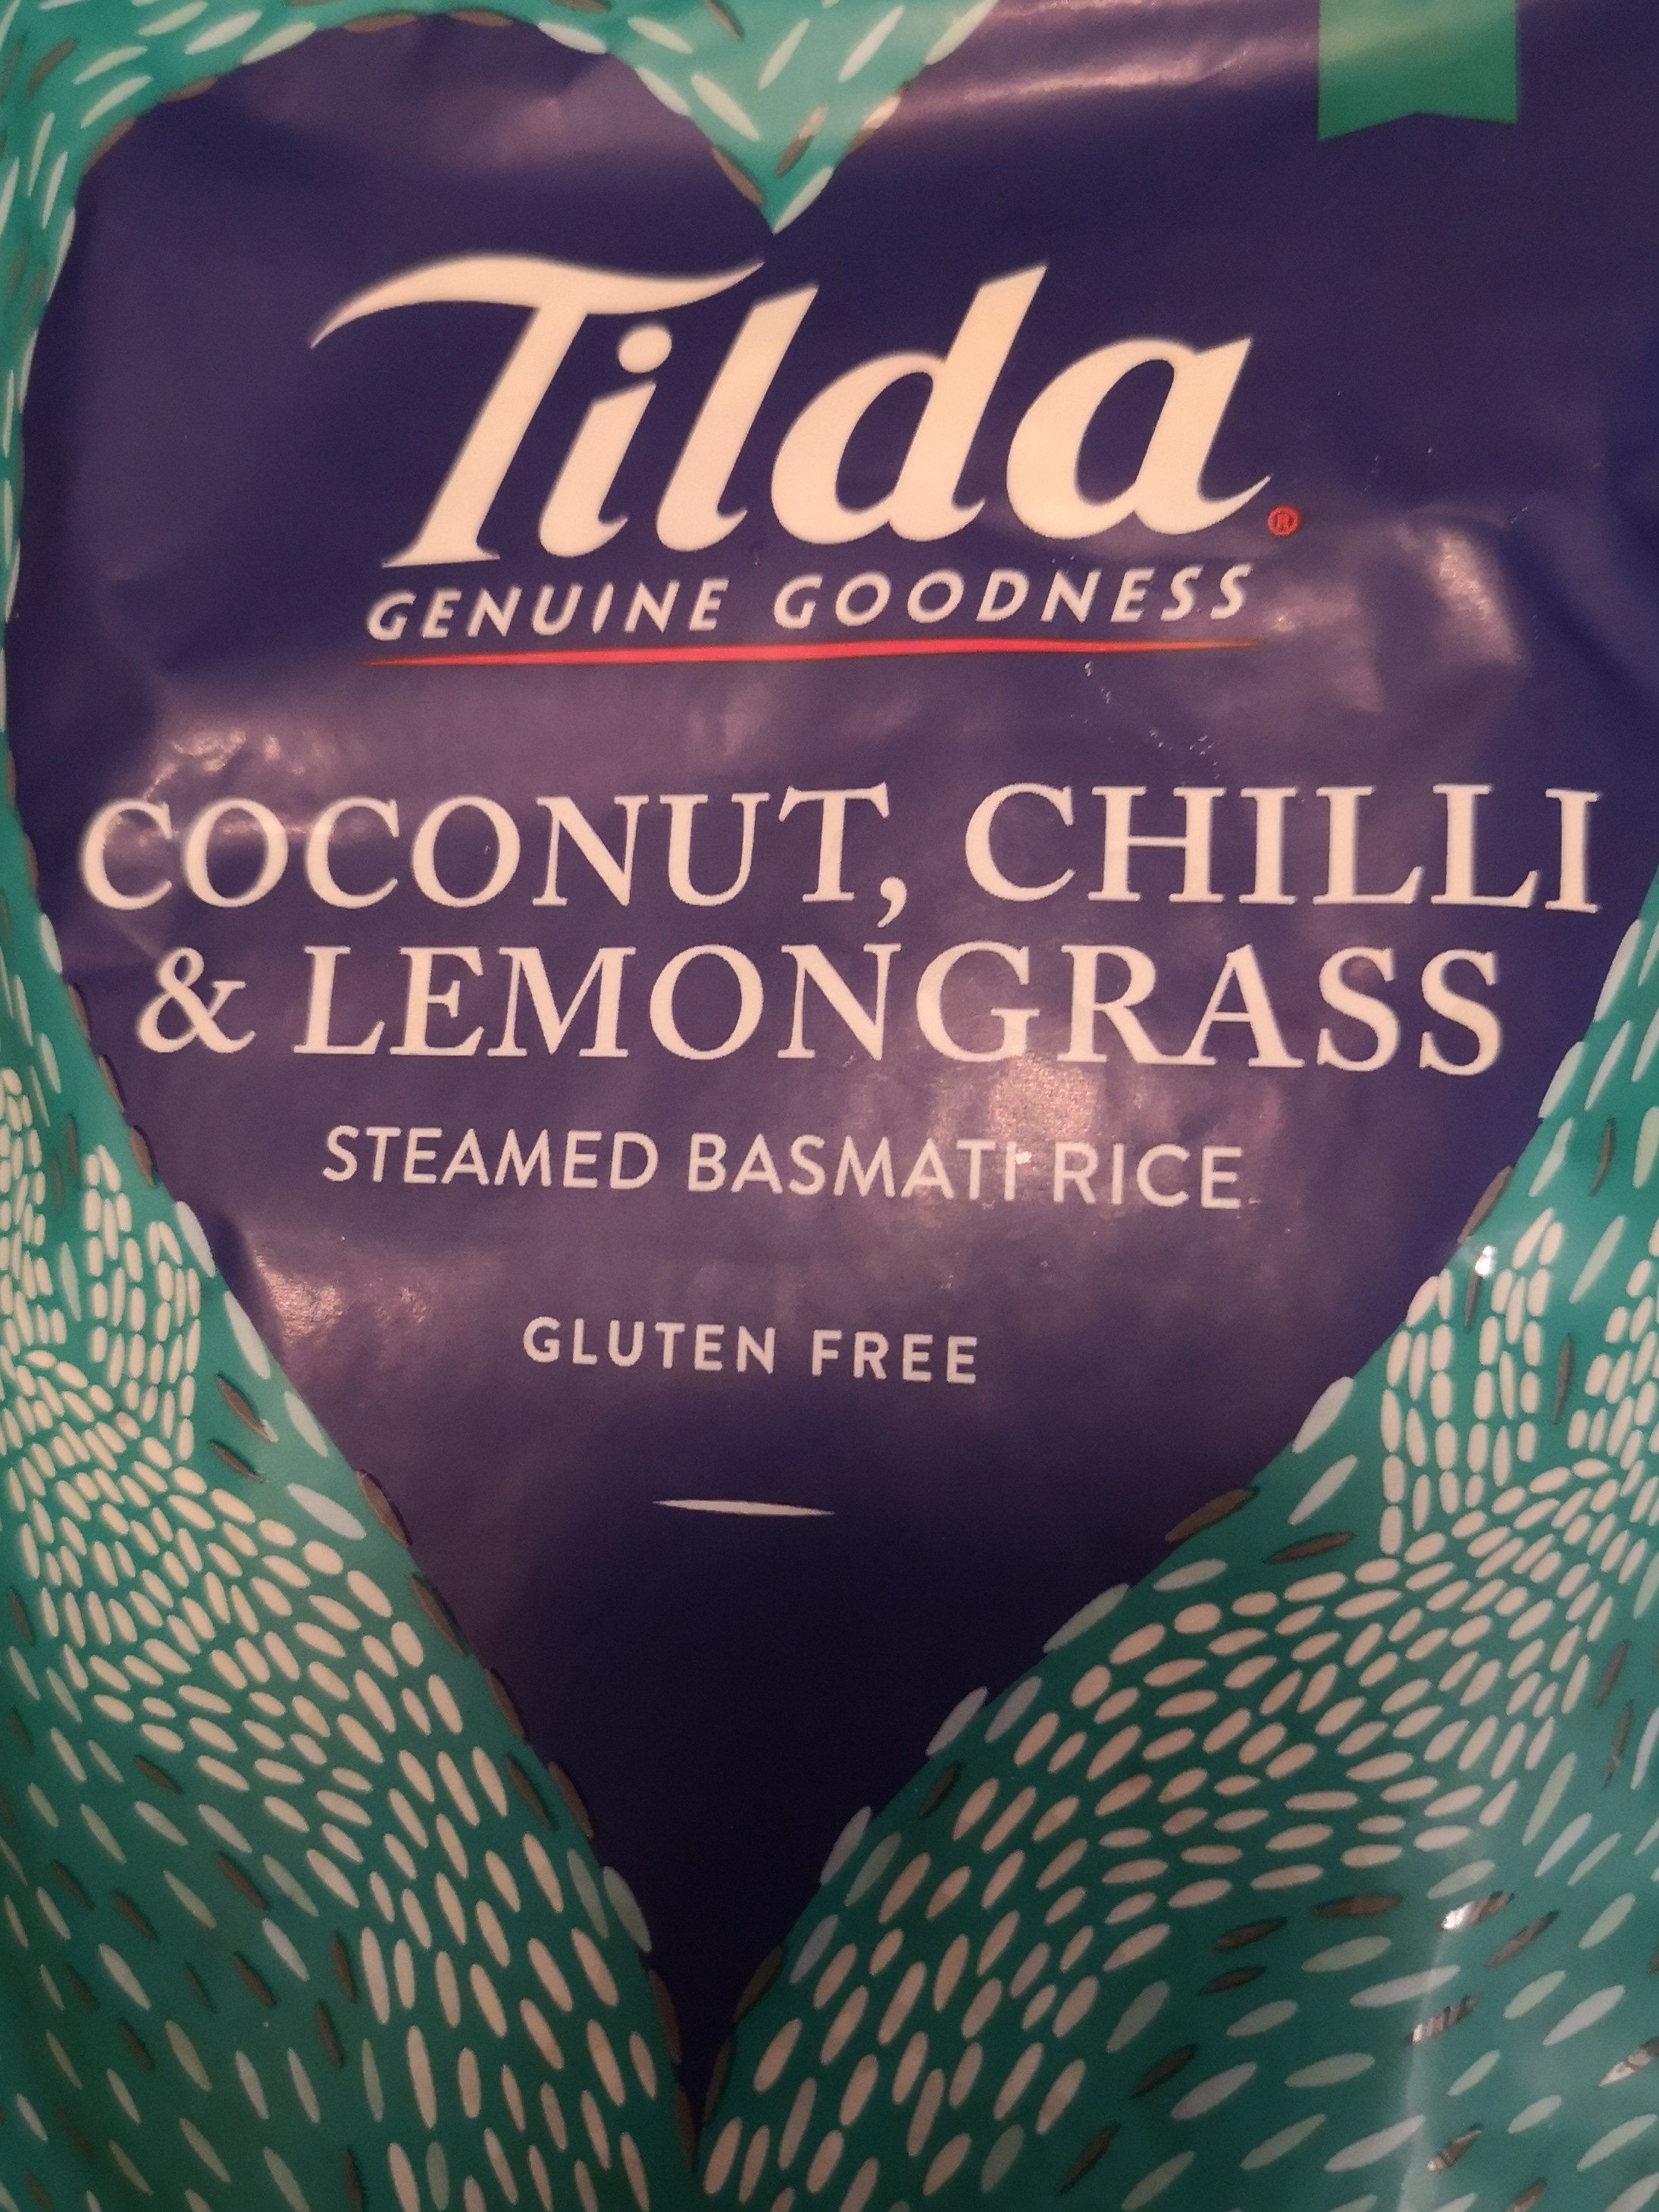 Tilda®
GENUINE GOODNESS
COCONUT, CHILLI
& LEMONGRASS
STEAMED BASMATI RICE
GLUTEN FREE